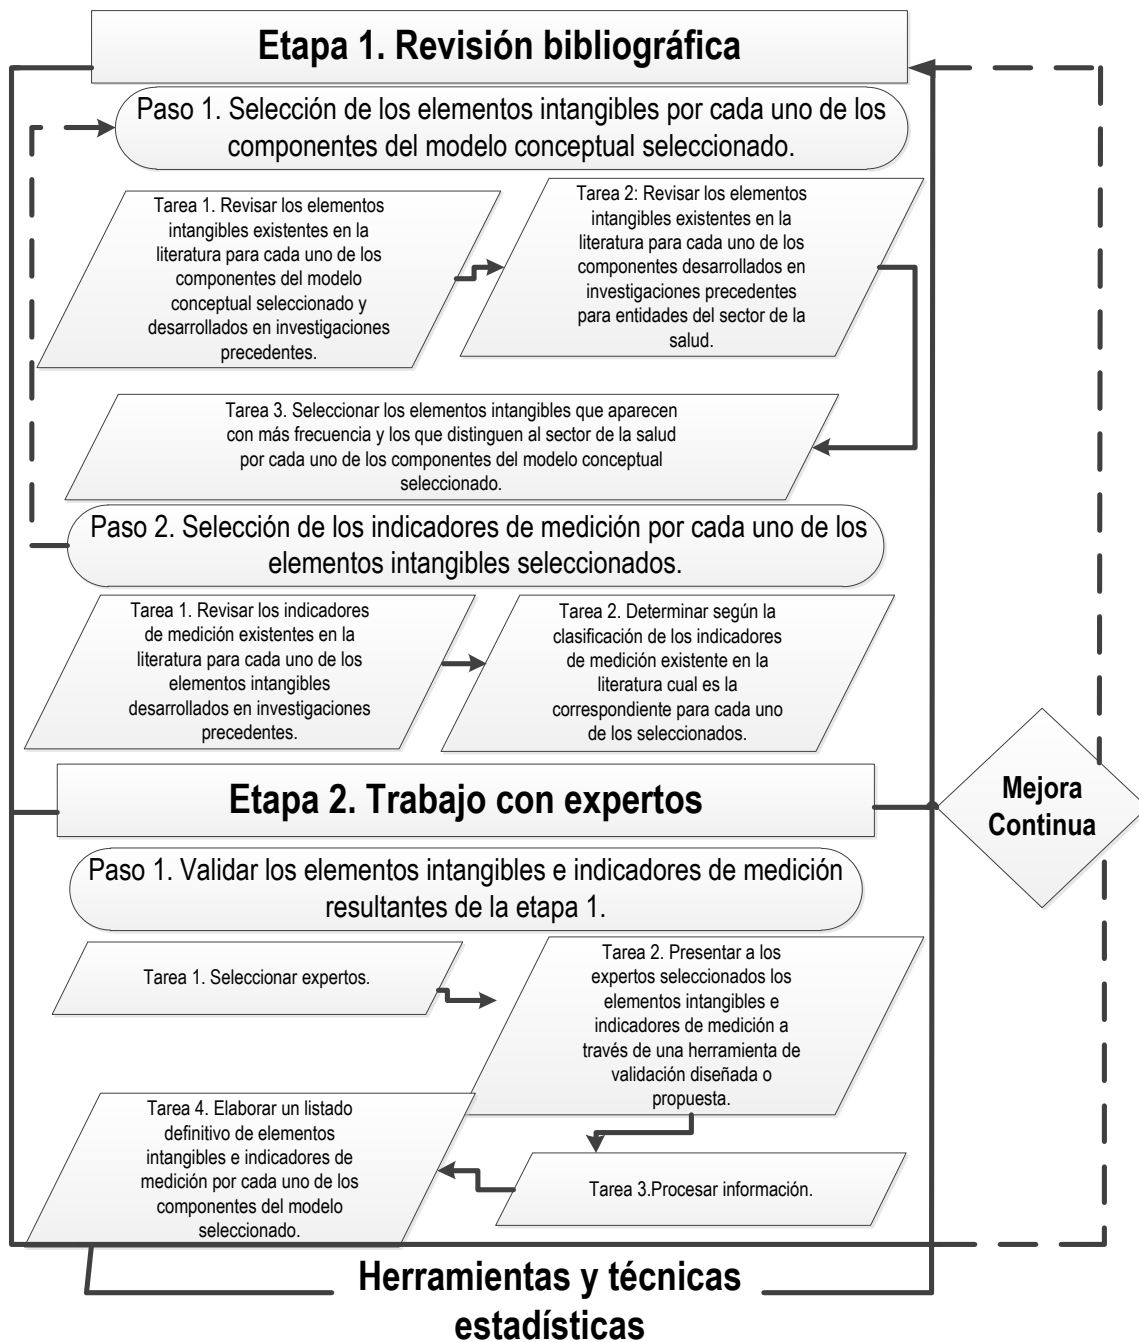 Etapa 1. Revisión bibliográfica
Paso 1. Selección de los elementos intangibles por cada uno de los
componentes del modelo conceptual seleccionado.
Tarea 1. Revisar los elementos
intangibles existentes en la
literatura para cada uno de los
componentes del modelo
conceptual seleccionado y
desarrollados en investigaciones
precedentes.
Tarea 2: Revisar los elementos
intangibles existentes en la
literatura para cada uno de los
componentes desarrollados en
investigaciones precedentes
para entidades del sector de la
salud.
Tarea 3. Seleccionar los elementos intangibles que aparecen
con más frecuencia y los que distinguen al sector de la salud
por cada uno de los componentes del modelo conceptual
seleccionado.
Paso 2. Selección de los indicadores de medición por cada uno de los
elementos intangibles seleccionados.
Tarea 1. Revisar los indicadores
de medición existentes en la
literatura para cada uno de los
elementos intangibles
desarrollados en investigaciones
precedentes.
Tarea 2. Determinar según la
clasificación de los indicadores
de medición existente en la
literatura cual es la
correspondiente para cada uno
de los seleccionados.
Etapa 2. Trabajo con expertos
Mejora
Continua
Paso 1. Validar los elementos intangibles e indicadores de medición
resultantes de la etapa 1.
Tarea 1. Seleccionar expertos.
Tarea 2. Presentar a los
expertos seleccionados los
elementos intangibles e
indicadores de medición a
través de una herramienta de
validación diseñada o
propuesta.
Tarea 3.Procesar información.
Tarea 4. Elaborar un listado
definitivo de elementos
intangibles e indicadores de
medición por cada uno de los
componentes del modelo
seleccionado.
Herramientas y técnicas
estadísticas